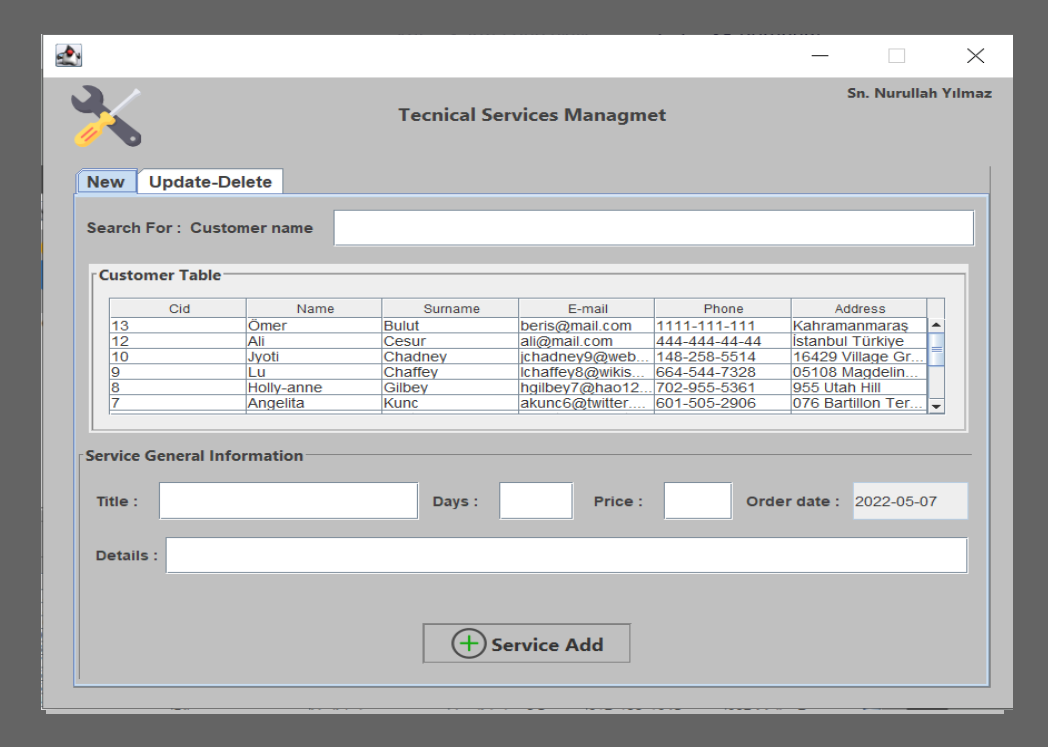 Sn. Nurullah Yılmaz
Tecnical Services Managmet
New Update-Delete
Search For : Customer name
Customer Table
Cid Name Surname E-mail Phone Address
13 Ömer Bulut beris@mail.com 1111-111-111 Kahramanmaraş
12 Ali Cesur ali@mail.com 444-444-44-44 İstanbul Türkiye
10 Jyoti Chadney jchadney9@web... 148-258-5514 16429 Village Gr...
9 Lu Chaffey lchaffey8@wikis... 664-544-7328 05108 Magdelin...
8 Holly-anne Gilbey hgilbey7@hao12... 702-955-5361 955 Utah Hill
7 Angelita Kunc akunc6@twitter.... 601-505-2906 076 Bartillon Ter...
Service General Information
Title : Days : Price : Order date : 2022-05-07
Details :
Service Add